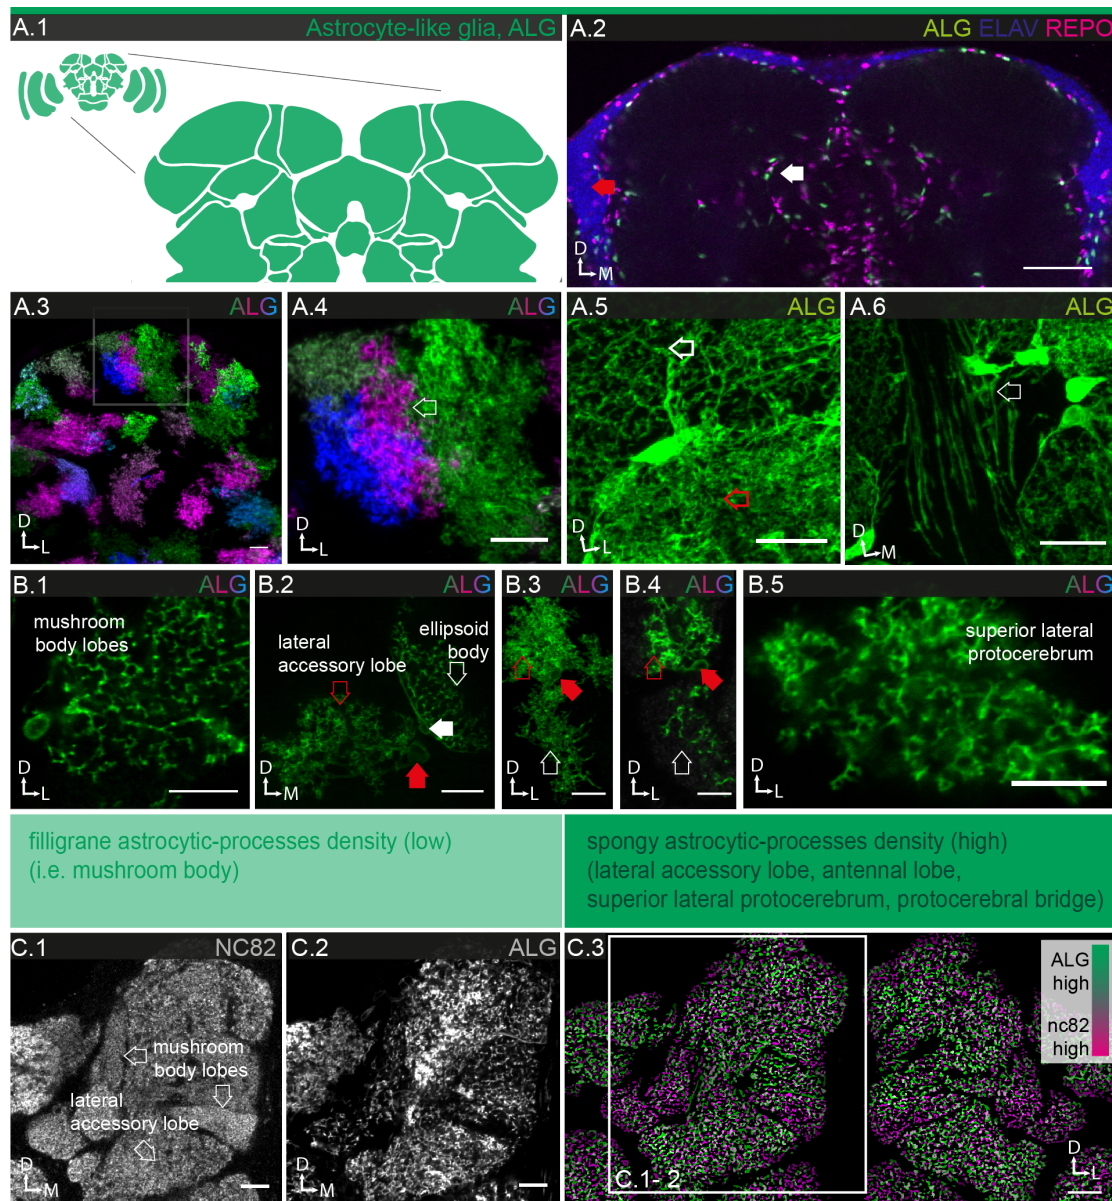 A.1
Astrocyte-like glia, ALG
A.2
ALG ELAV REPO
D
M
A.3
ALG
D
L
A.4
ALG
D
L
A.5
ALG
D
L
A.6
ALG
D
M
B.1
ALG
mushroom
body lobes
D
L
B.2
ALG
lateral
accessory lobe
ellipsoid
body
D
M
B.3
ALG
D
L
B.4
ALG
D
L
B.5
ALG
superior lateral
protocerebrum
D
L
filligrane astrocytic-processes density (low)
(i.e. mushroom body)
spongy astrocytic-processes density (high)
(lateral accessory lobe, antennal lobe,
superior lateral protocerebrum, protocerebral bridge)
C.1
NC82
mushroom
body lobes
lateral
accessory lobe
D
M
C.2
ALG
D
M
C.3
ALG
high
nc82
high
C.1- 2
D
L